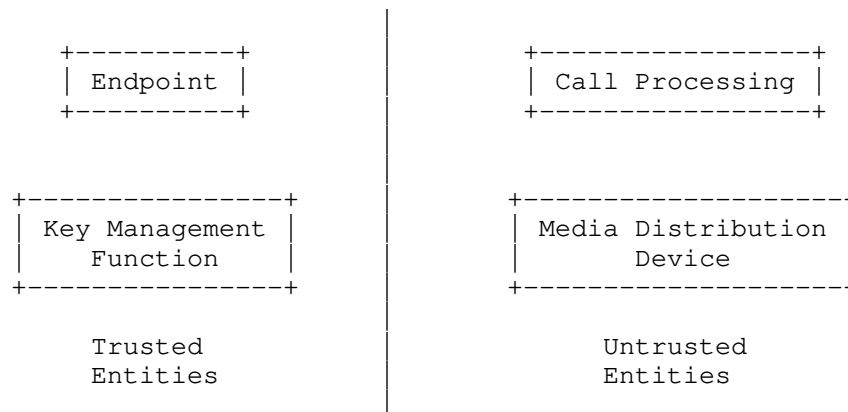 Endpoint
Call Processing
Key Management
Function
Media Distribution
Device
Trusted
Entities
Untrusted
Entities